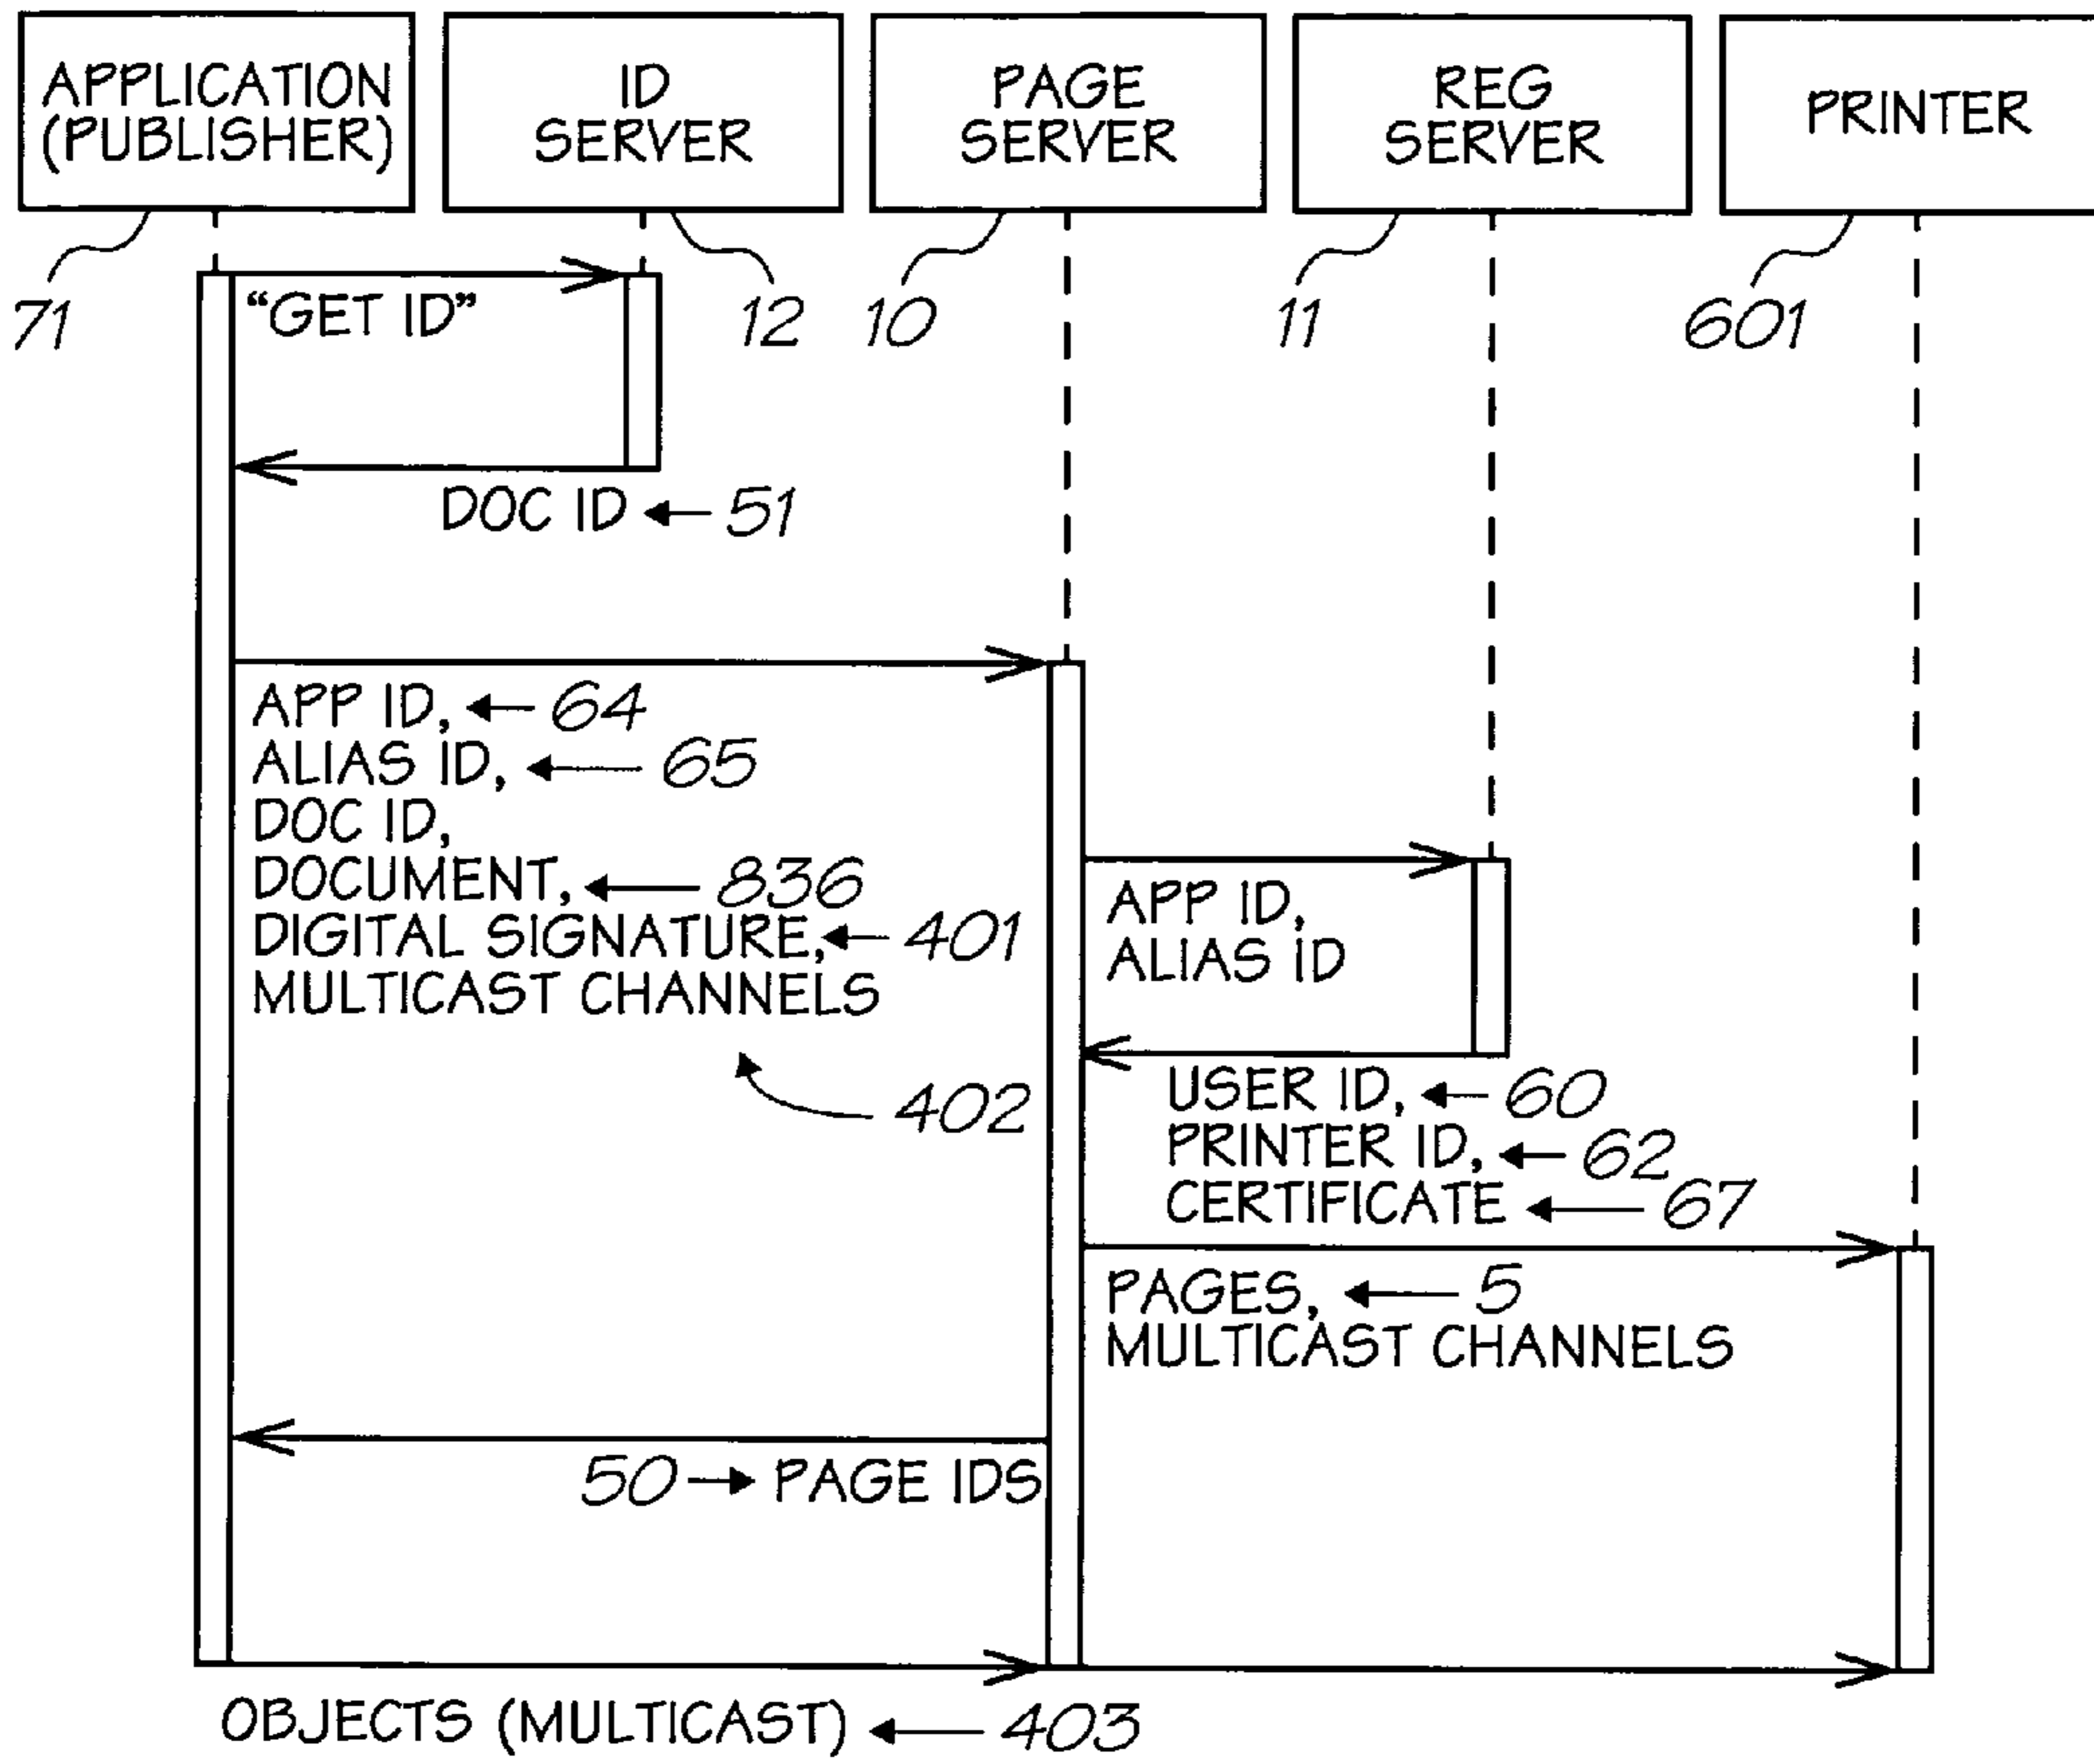 APPLICATION
(PUBLISHER)
ID
SERVER
PAGE
SERVER
REG
SERVER
PRINTER
71
12
10
11
601
"GET ID"
DOC ID 51
APP ID, 64
ALIAS ID, 65
DOC ID,
DOCUMENT, 836
DIGITAL SIGNATURE, 401
MULTICAST CHANNELS
402
APP ID,
ALIAS ID
USER ID, 60
PRINTER ID, 62
CERTIFICATE 67
PAGES, 5
MULTICAST CHANNELS
50 PAGE IDS
OBJECTS (MULTICAST) 403